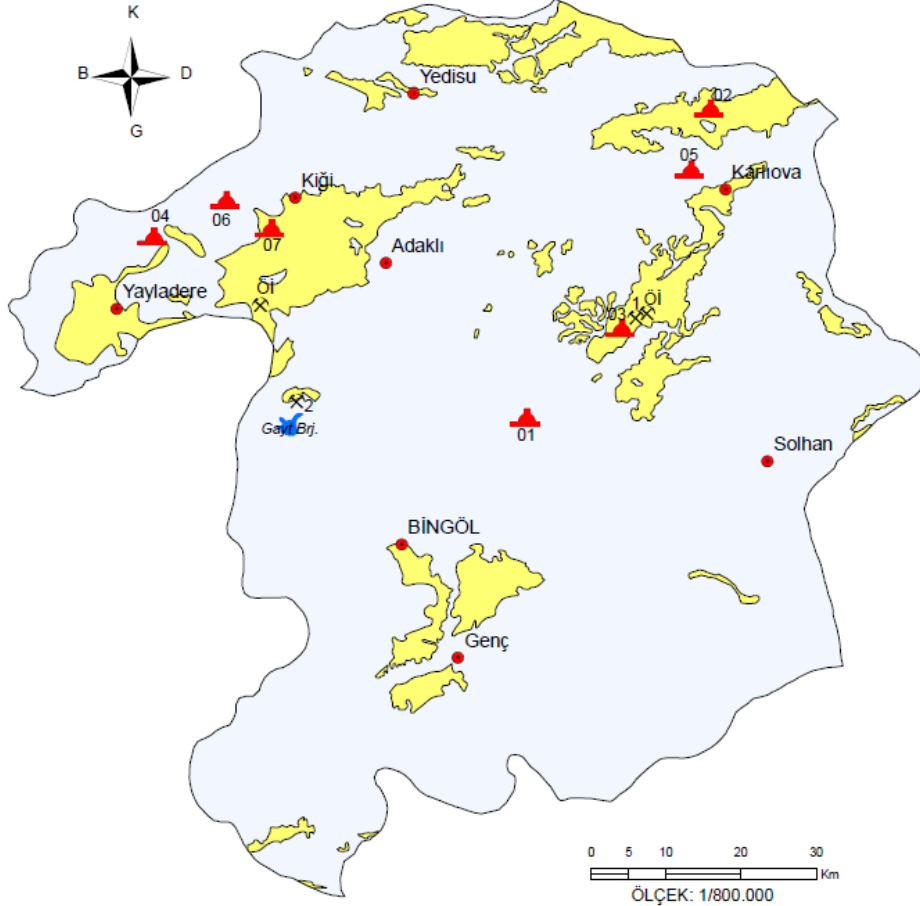 K
B D
G
Yedisu
02
05
Karlıova
Kiği
06
04
07
Adaklı
Öİ
Yayladere
1 Öİ
03
2
Gayt Brj.
01
Solhan
BİNGÖL
Genç
0 5 10 20 30
Km
ÖLÇEK: 1/800.000